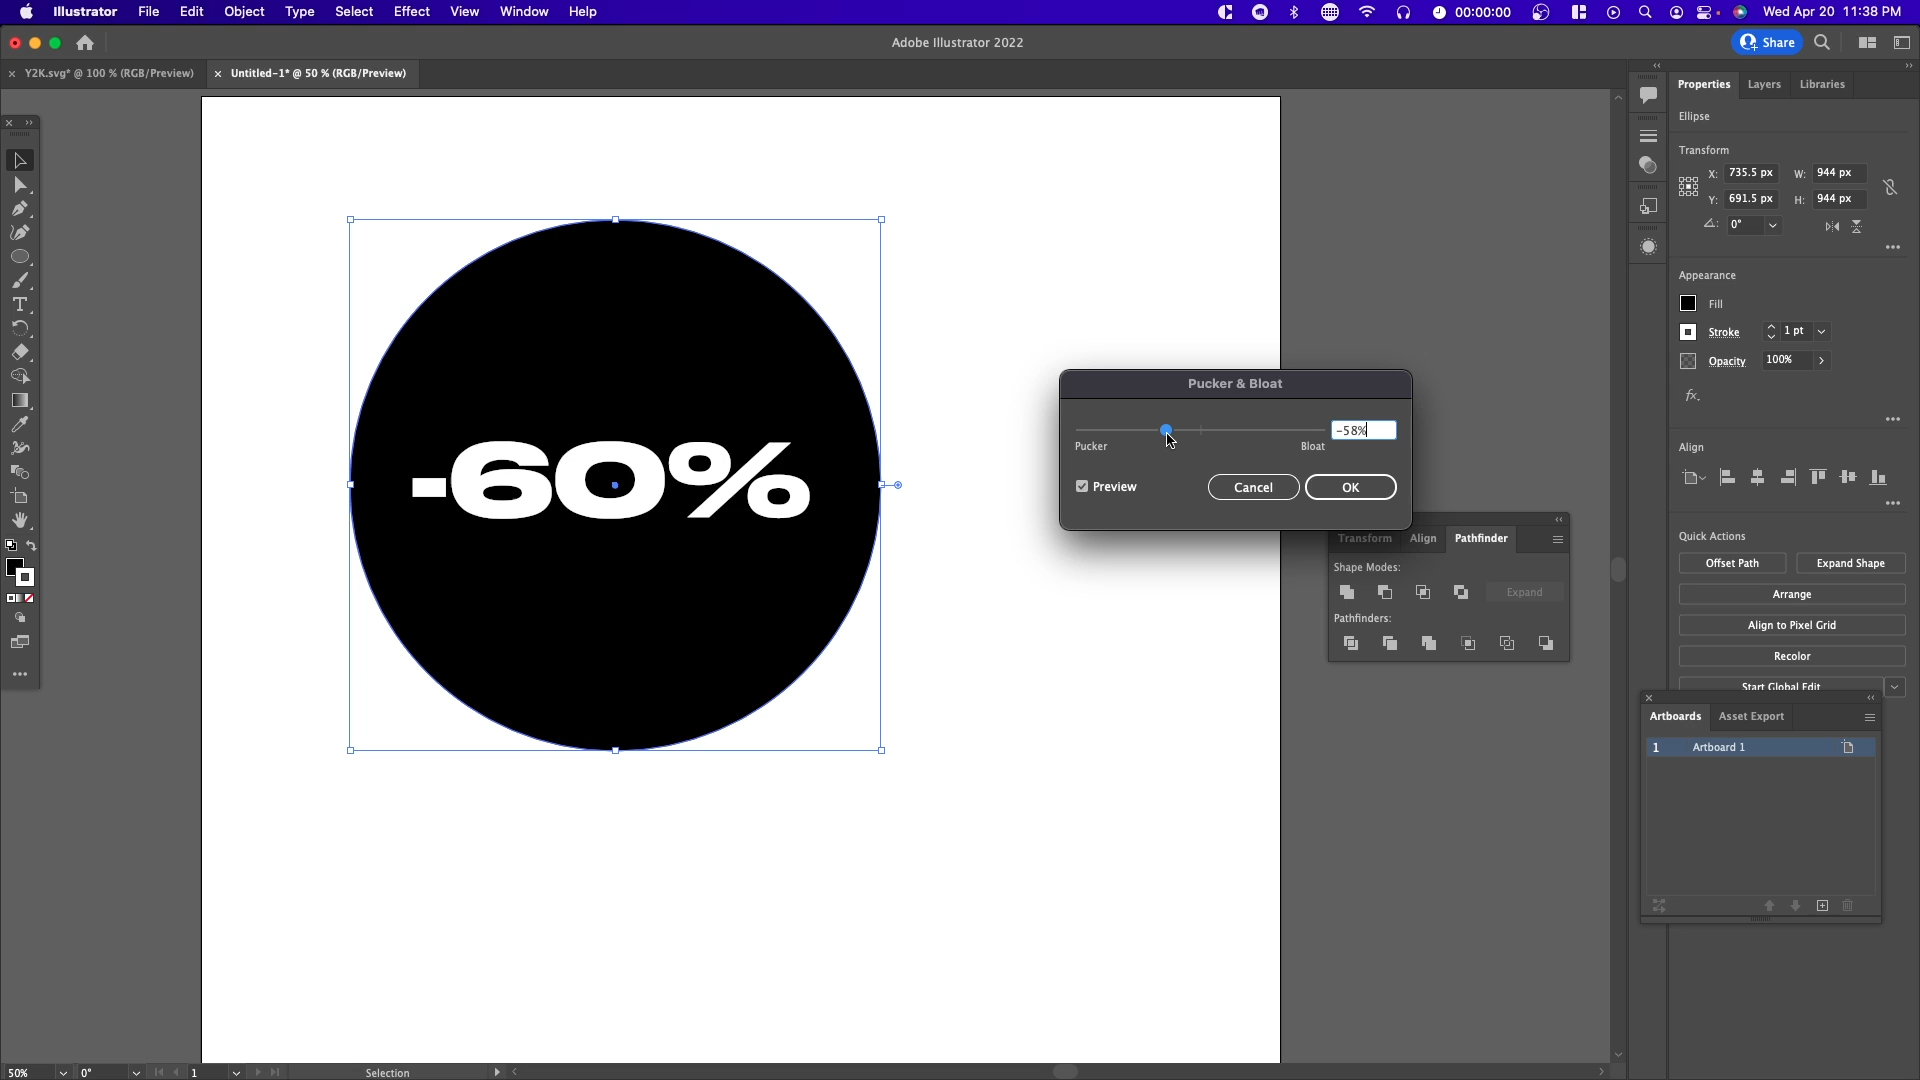 Illustrator File Edit Object Type Select Effect View Window Help
00:00:00
Wed Apr 20 11:38 PM
Adobe Illustrator 2022
Share
Y2K.svg* @ 100 % (RGB/Preview)
Untitled-1* @ 50 % (RGB/Preview)
Properties Layers Libraries
Ellipse
Transform
X: 735.5 px W: 944 px
Y: 691.5 px H: 944 px
0°
Appearance
Fill
Stroke 1 pt
Opacity 100%
fx.
Align
Quick Actions
Offset Path Expand Shape
Arrange
Align to Pixel Grid
Recolor
Start Global Edit
-60%
Pucker & Bloat
-58%
Pucker Bloat
Preview Cancel OK
Transform Align Pathfinder
Shape Modes:
Expand
Pathfinders:
Artboards Asset Export
1 Artboard 1
50% 0° 1 Selection